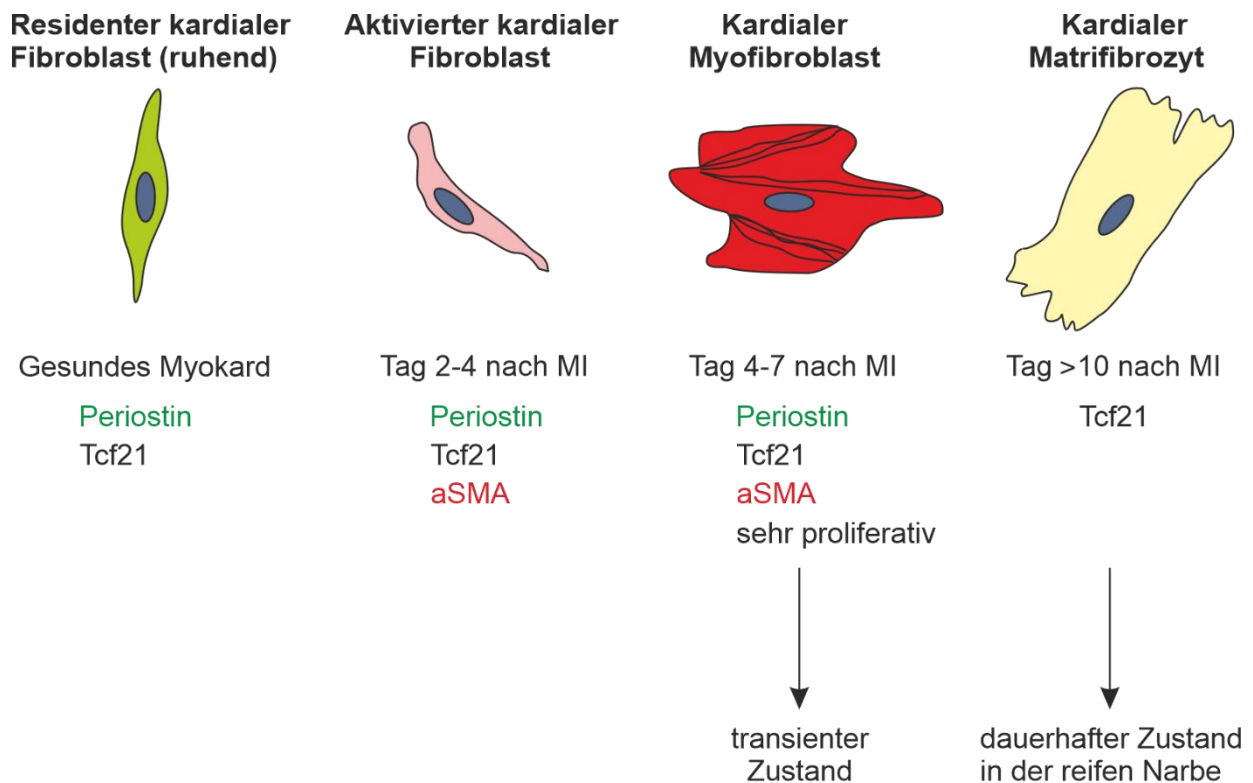 Residenter kardialer
Fibroblast (ruhend)
Aktivierter kardialer
Fibroblast
Kardialer
Myofibroblast
Kardialer
Matrifibrozyt
Gesundes Myokard
Periostin
Tcf21
Tag 2-4 nach MI
Periostin
Tcf21
aSMA
Tag 4-7 nach MI
Periostin
Tcf21
aSMA
sehr proliferativ
transienter
Zustand
Tag >10 nach MI
Tcf21
dauerhafter Zustand
in der reifen Narbe